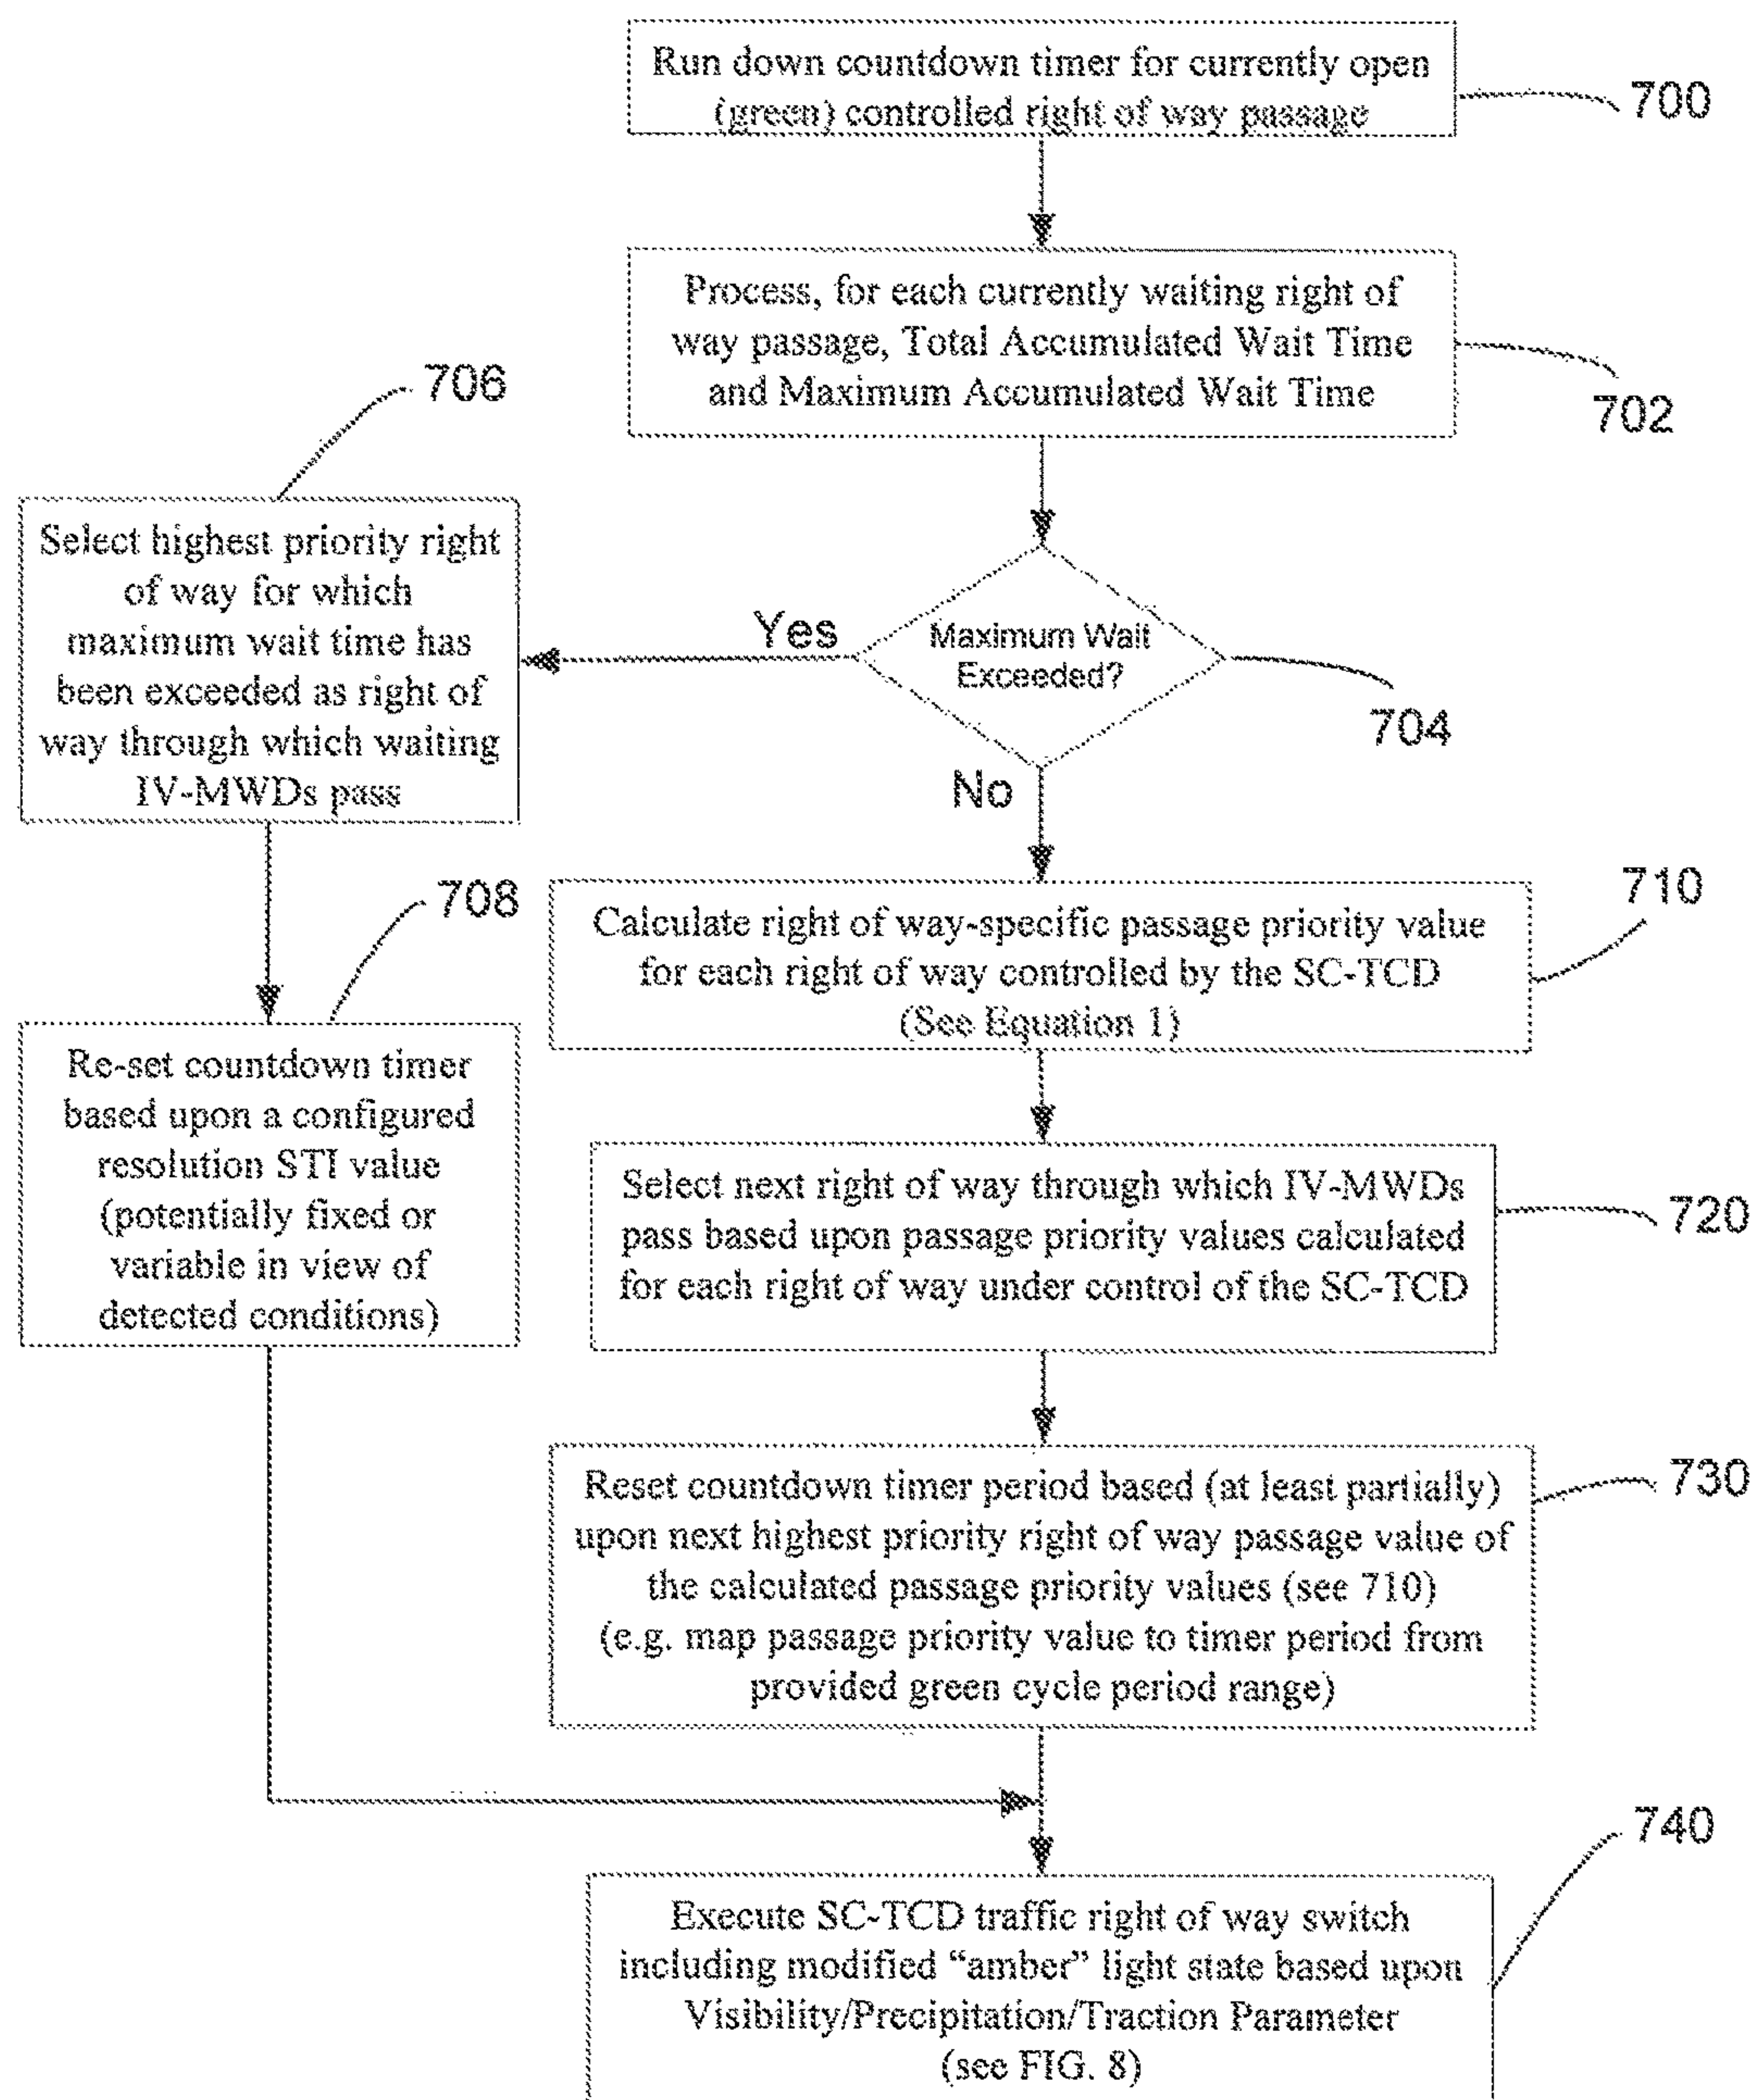 Run down countdown timer for currently open
(green) controlled right of way passage
700
Process, for each currently waiting right of
way passage, Total Accumulated Wait Time
and Maximum Accumulated Wait Time
702
706
Select highest priority right
of way for which
maximum wait time has
been exceeded as right of
way through which waiting
IV-MWDs pass
Yes
Maximum Wait
Exceeded?
704
No
708
Re-set countdown timer
based upon a configured
resolution STI value
(potentially fixed or
variable in view of
detected conditions)
710
Calculate right of way-specific passage priority value
for each right of way controlled by the SC-TCD
(See Equation 1)
Select next right of way through which IV-MWDs
pass based upon passage priority values calculated
for each right of way under control of the SC-TCD
720
Reset countdown timer period based (at least partially)
upon next highest priority right of way passage value of
the calculated passage priority values (see 710)
(e.g. map passage priority value to timer period from
provided green cycle period range)
730
740
Execute SC-TCD traffic right of way switch
including modified “amber” light state based upon
Visibility/Precipitation/Traction Parameter
(see FIG. 8)